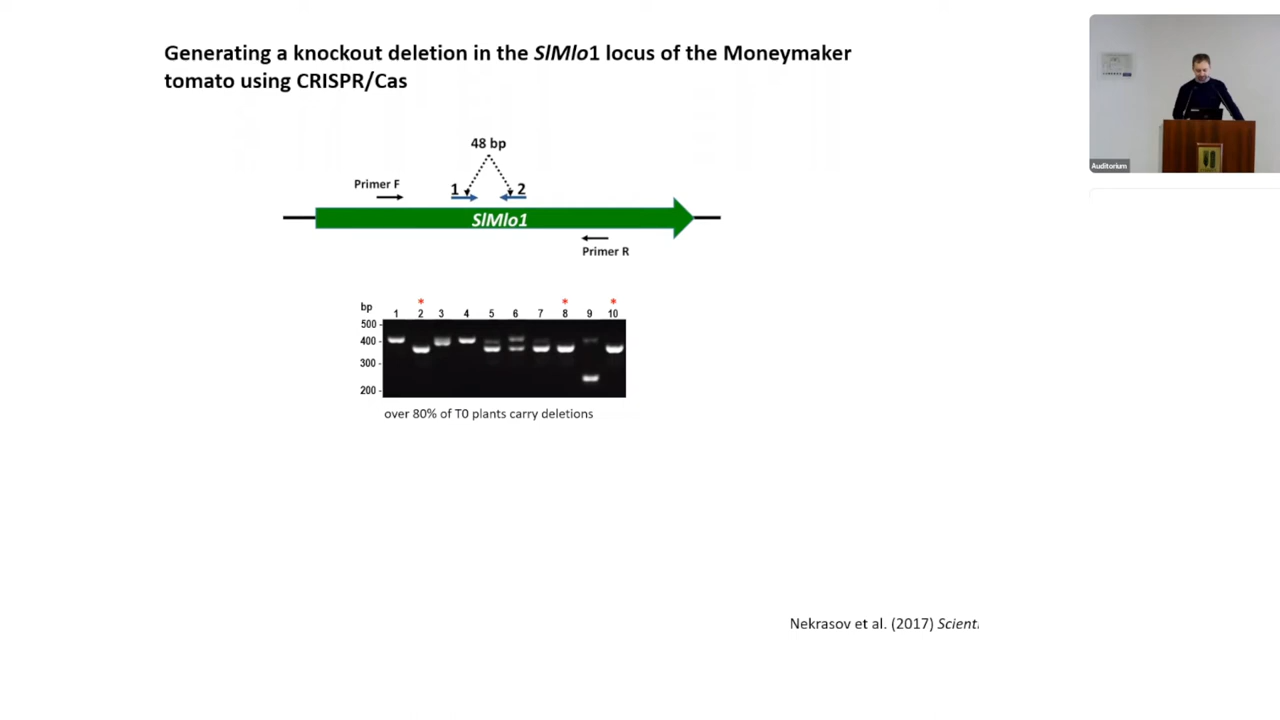 Generating a knockout deletion in the SlMlo1 locus of the Moneymaker
tomato using CRISPR/Cas
48 bp
Primer F
1
2
SlMlo1
Primer R
* * *
bp 1 2 3 4 5 6 7 8 9 10
500
400
300
200
over 80% of T0 plants carry deletions
Nekrasov et al. (2017) Scient
Auditorium